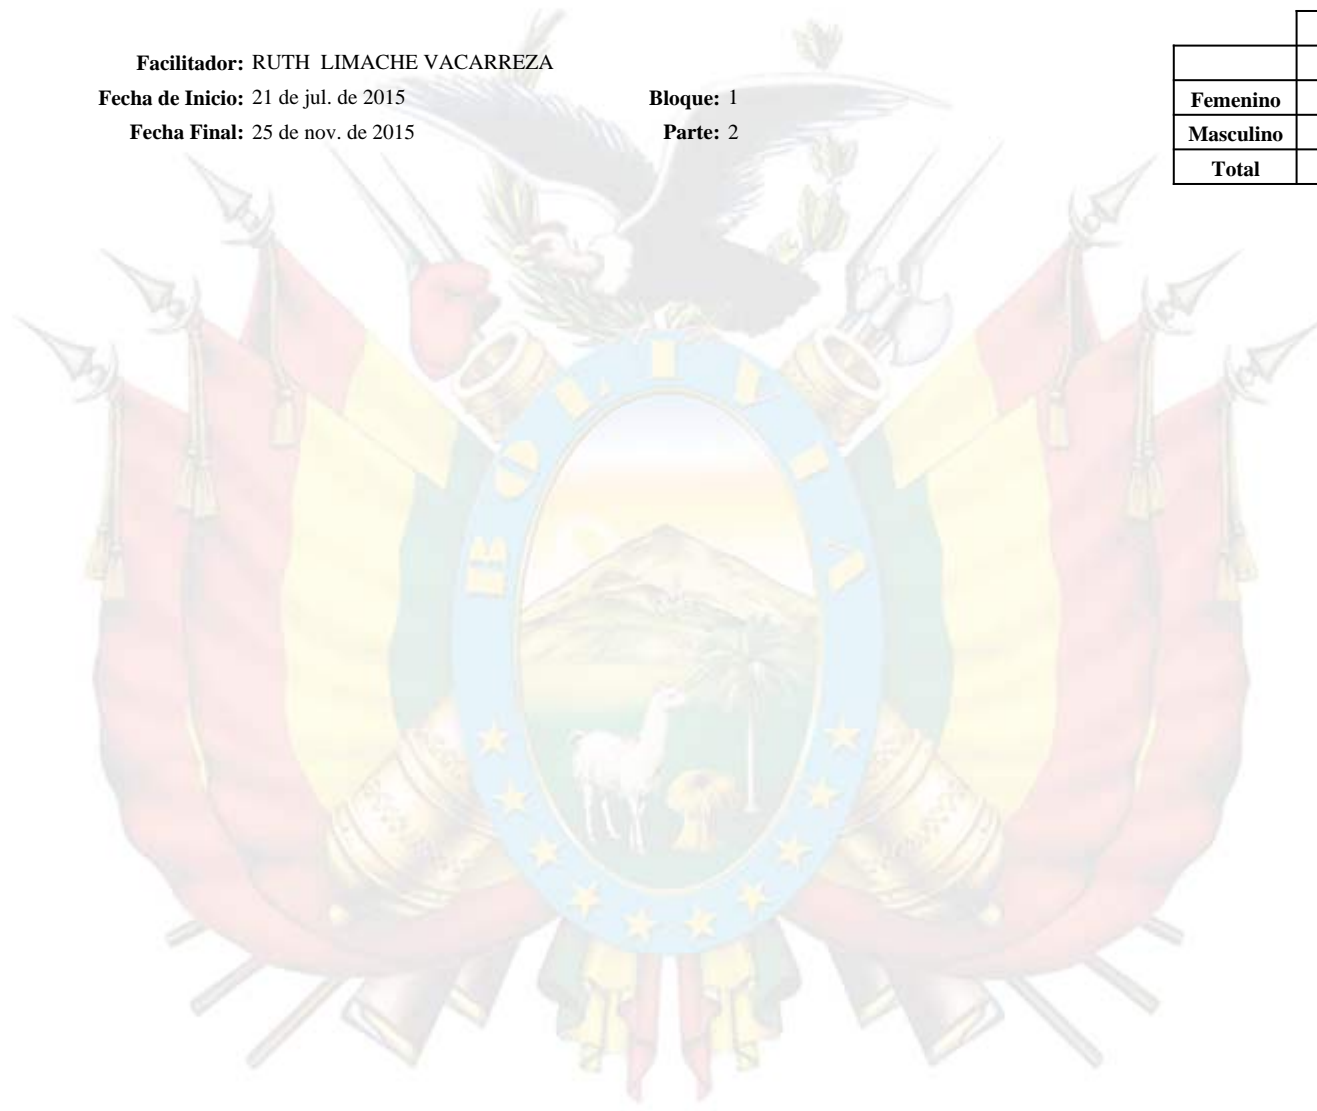 Facilitador: RUTH LIMACHE VACARREZA
Fecha de Inicio: 21 de jul. de 2015 Bloque: 1
Fecha Final: 25 de nov. de 2015 Parte: 2
Femenino
Masculino
Total
BOLIVIA